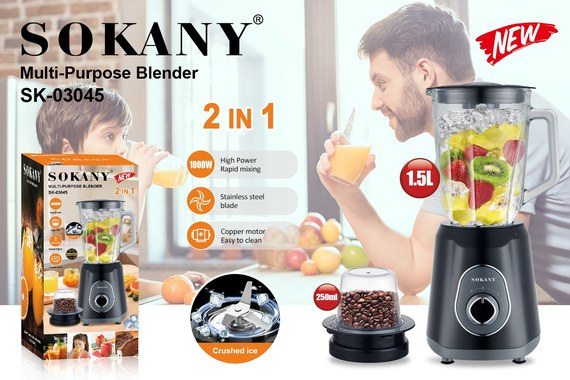 SOKANY®
Multi-Purpose Blender
SK-03045
NEW
2 IN 1
1000W
High Power
Rapid mixing
Stainless steel
blade
Copper motor
Easy to clean
1.5L
250ml
Crushed ice
SOKANY
SOKANY
NEW
MULTI-PURPOSE BLENDER
SK-03045
2 IN 1